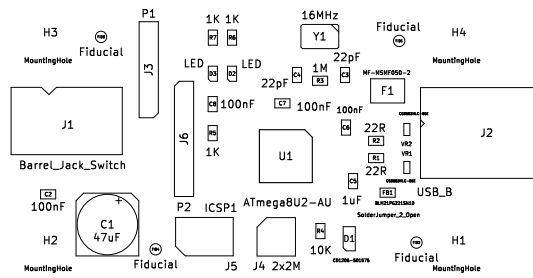 P1
1K 1K
16MHz
H3
R7 R6
Y1
H4
Fiducial
Fiducial
22pF
MountingHole
J3
LED
LED
1M
MountingHole
D3 D2
C4
R3
C3
MF-MSMF050-2
22pF
F1
J1
C8
100nF
C7
100nF
100nF
J6
C6
22R
J2
R5
R2
VR2
Barrel_Jack_Switch
1K
U1
R1
VR1
22R
C5
C2
FB1
USB_B
100nF
C1
47uF
P2
ICSP1
ATmega8U2-AU
1uF
BLM21PG221SN1D
SolderJumper_2_Open
H2
R4
D1
H1
Fiducial
10K
Fiducial
MountingHole
J5
J4
2x2M
CD1206-S01575
MountingHole